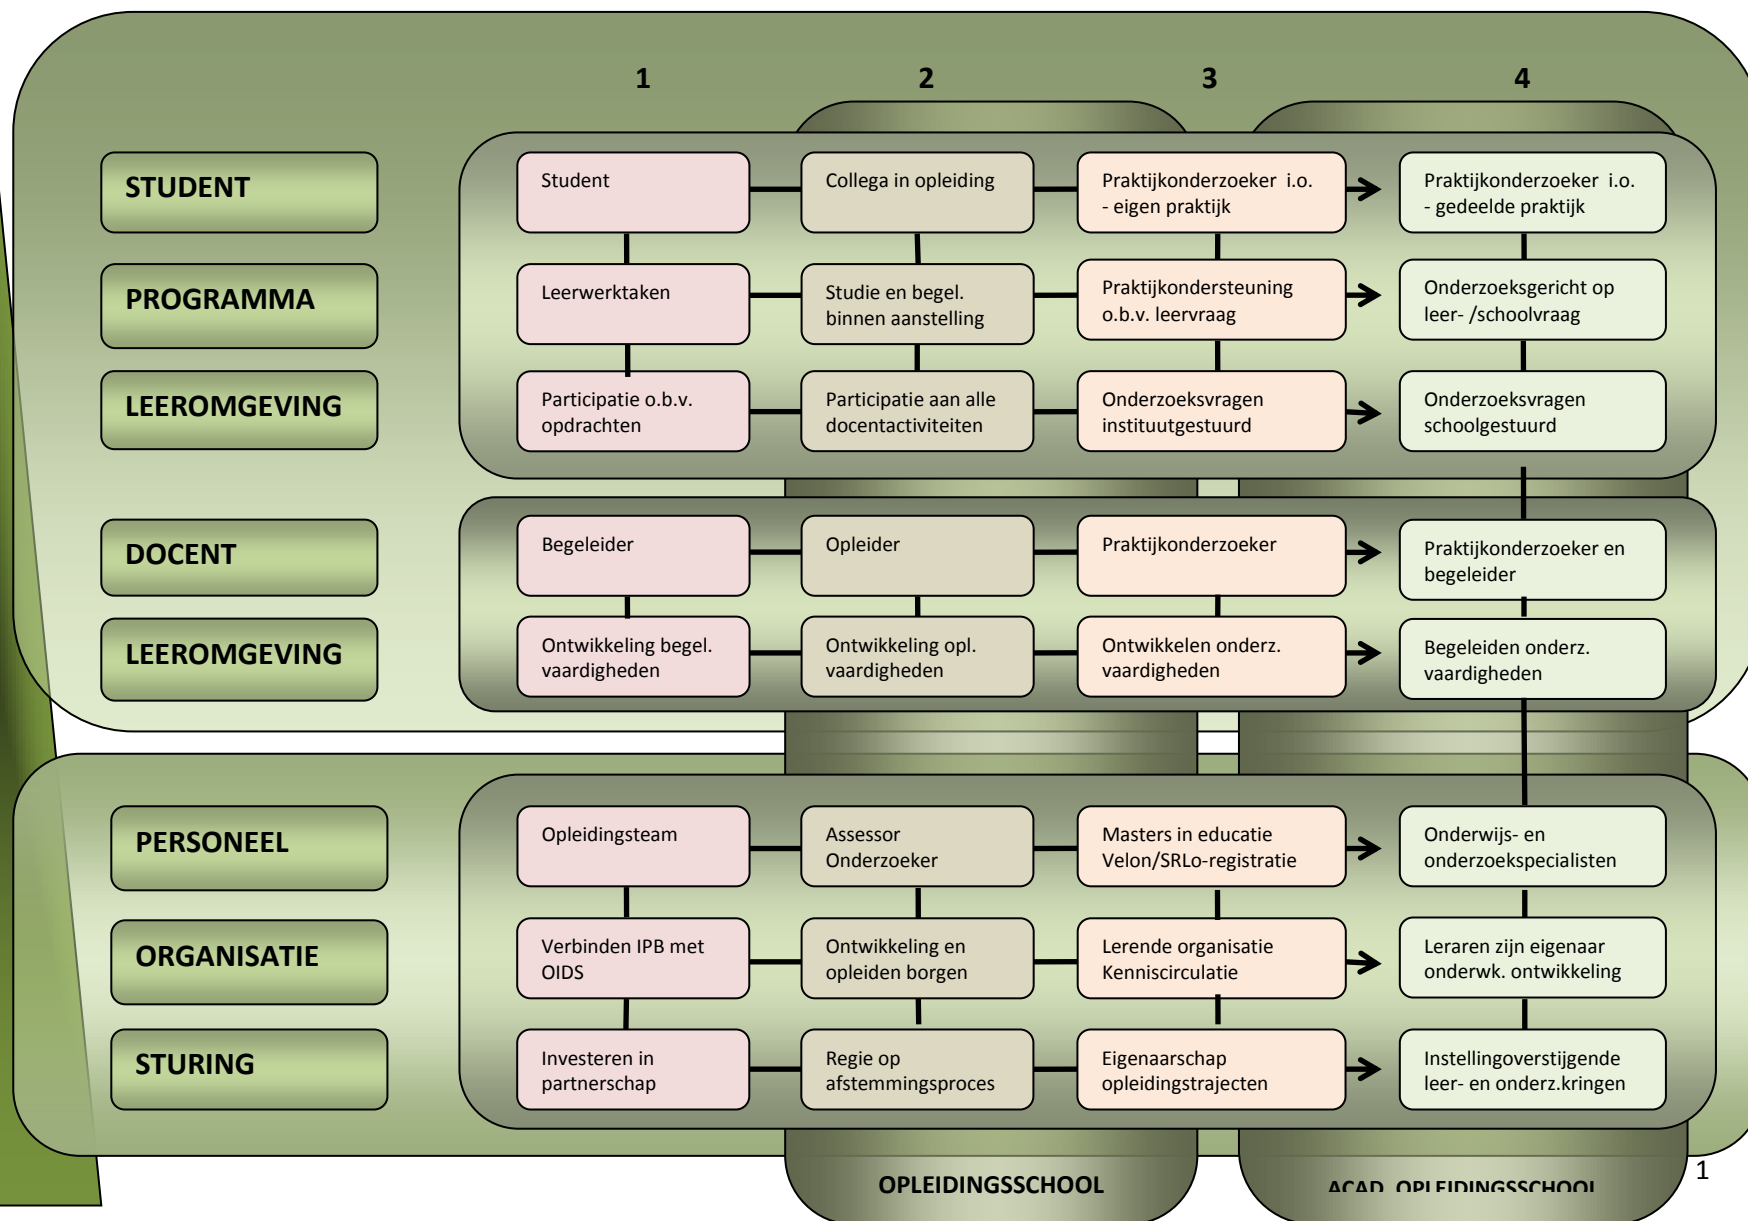 1 2 3 4
STUDENT
Student
Collega in opleiding
Praktijkonderzoeker i.o.
- eigen praktijk
Praktijkonderzoeker i.o.
- gedeelde praktijk
PROGRAMMA
Leerwerktaken
Studie en begel.
binnen aanstelling
Praktijkondersteuning
o.b.v. leervraag
Onderzoeksgericht op
leer- /schoolvraag
LEEROMGEVING
Participatie o.b.v.
opdrachten
Participatie aan alle
docentactiviteiten
Onderzoeksvragen
instituutgestuurd
Onderzoeksvragen
schoolgestuurd
DOCENT
Begeleider
Opleider
Praktijkonderzoeker
Praktijkonderzoeker en
begeleider
LEEROMGEVING
Ontwikkeling begel.
vaardigheden
Ontwikkeling opl.
vaardigheden
Ontwikkelen onderz.
vaardigheden
Begeleiden onderz.
vaardigheden
PERSONEEL
Opleidingsteam
Assessor
Onderzoeker
Masters in educatie
Velon/SRLo-registratie
Onderwijs- en
onderzoekspecialisten
ORGANISATIE
Verbinden IPB met
OIDS
Ontwikkeling en
opleiden borgen
Lerende organisatie
Kenniscirculatie
Leraren zijn eigenaar
onderwk. ontwikkeling
STURING
Investeren in
partnerschap
Regie op
afstemmingsproces
Eigenaarschap
opleidingstrajecten
Instellingoverstijgende
leer- en onderz.kringen
OPLEIDINGSSCHOOL
ACAD. OPLEIDINGSSCHOOL
1